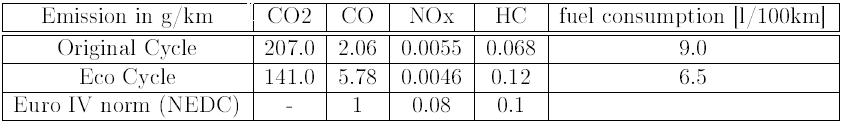 Emission in g/km CO2 CO NOx HC fuel consumption [l/100km]
Original Cycle 207.0 2.06 0.0055 0.068 9.0
Eco Cycle 141.0 5.78 0.0046 0.12 6.5
Euro IV norm (NEDC) - 1 0.08 0.1